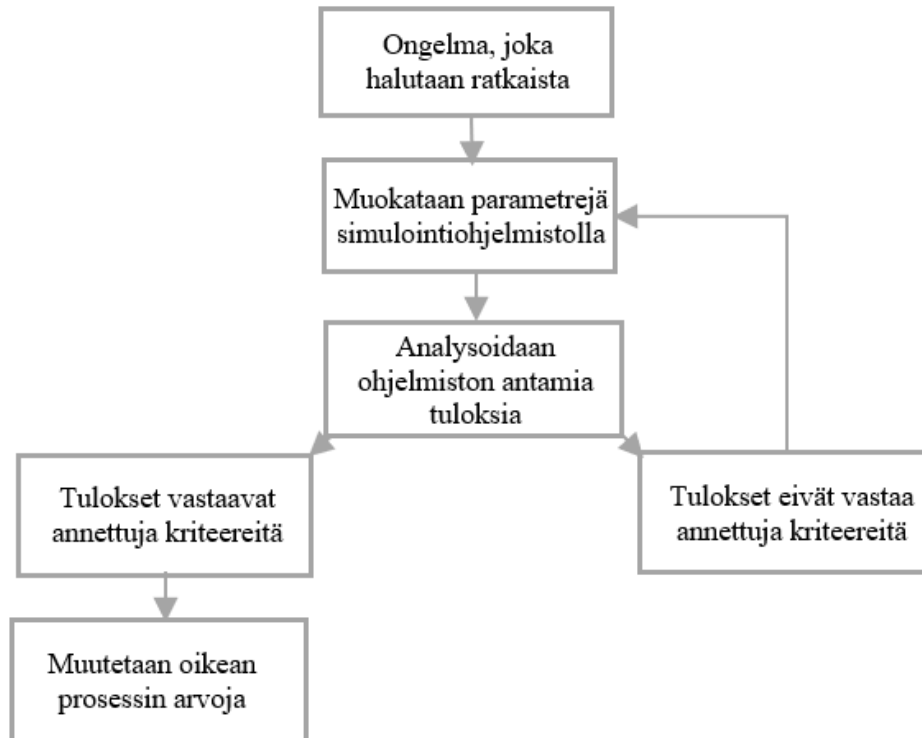 Ongelma, joka
halutaan ratkaista
Muokataan parametrejä
simulointiohjelmistolla
Analysoidaan
ohjelmiston antamia
tuloksia
Tulokset vastaavat
annettuja kriteereitä
Tulokset eivät vastaa
annettuja kriteereitä
Muutetaan oikean
prosessin arvoja